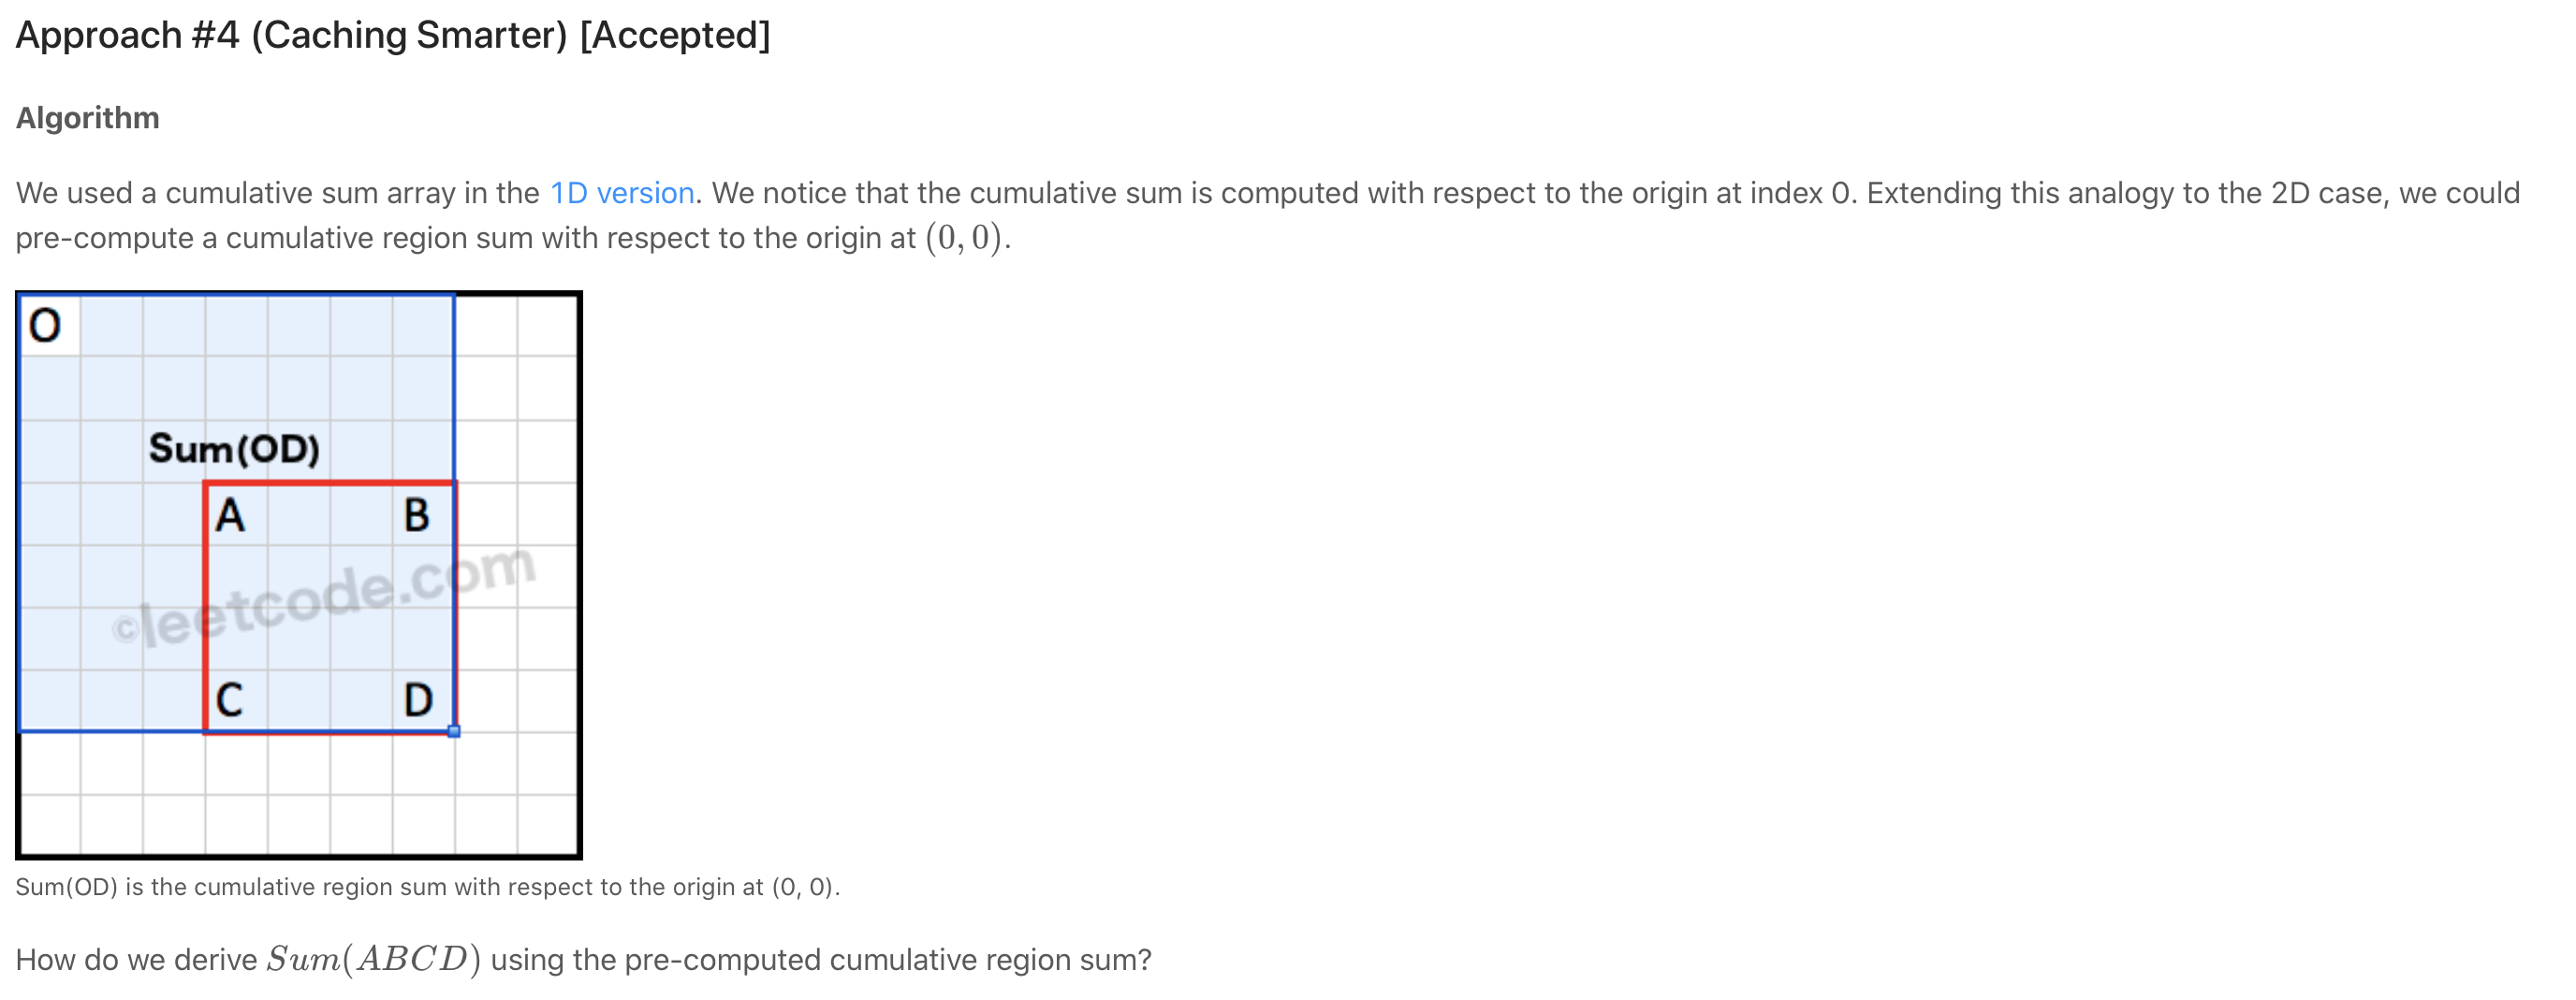 Approach #4 (Caching Smarter) [Accepted]
Algorithm
We used a cumulative sum array in the 1D version. We notice that the cumulative sum is computed with respect to the origin at index 0. Extending this analogy to the 2D case, we could
pre-compute a cumulative region sum with respect to the origin at (0, 0).
O
Sum(OD)
A B
©leetcode.com
C D
Sum(OD) is the cumulative region sum with respect to the origin at (0, 0).
How do we derive Sum(ABCD) using the pre-computed cumulative region sum?